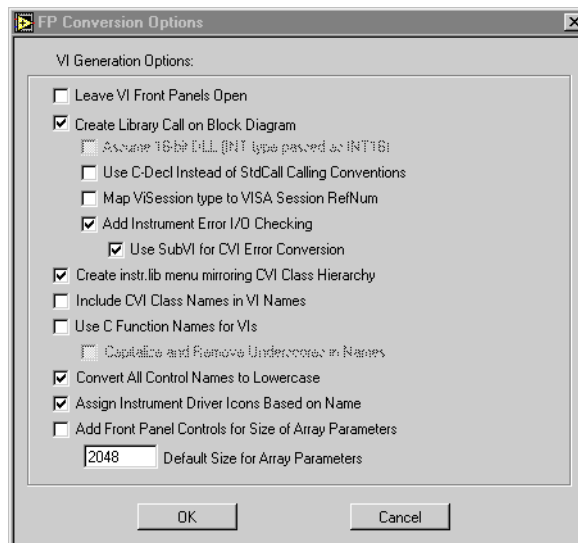 FP Conversion Options
VI Generation Options:
Leave VI Front Panels Open
Create Library Call on Block Diagram
Assume 16-bit DLL (INT type passed as INT16)
Use C-Decl Instead of StdCall Calling Conventions
Map ViSession type to VISA Session RefNum
Add Instrument Error I/O Checking
Use SubVI for CVI Error Conversion
Create instr.lib menu mirroring CVI Class Hierarchy
Include CVI Class Names in VI Names
Use C Function Names for VIs
Capitalize and Remove Underscores in Names
Convert All Control Names to Lowercase
Assign Instrument Driver Icons Based on Name
Add Front Panel Controls for Size of Array Parameters
2048 Default Size for Array Parameters
OK Cancel